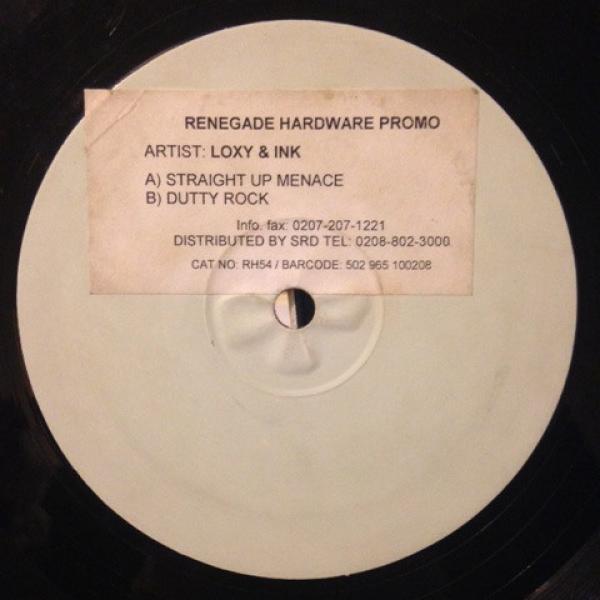 RENEGADE HARDWARE PROMO
ARTIST: LOXY & INK
A) STRAIGHT UP MENACE
B) DUTTY ROCK
Info. fax: 0207-207-1221
DISTRIBUTED BY SRD TEL: 0208-802-3000
CAT NO: RH54 / BARCODE: 502 965 100208